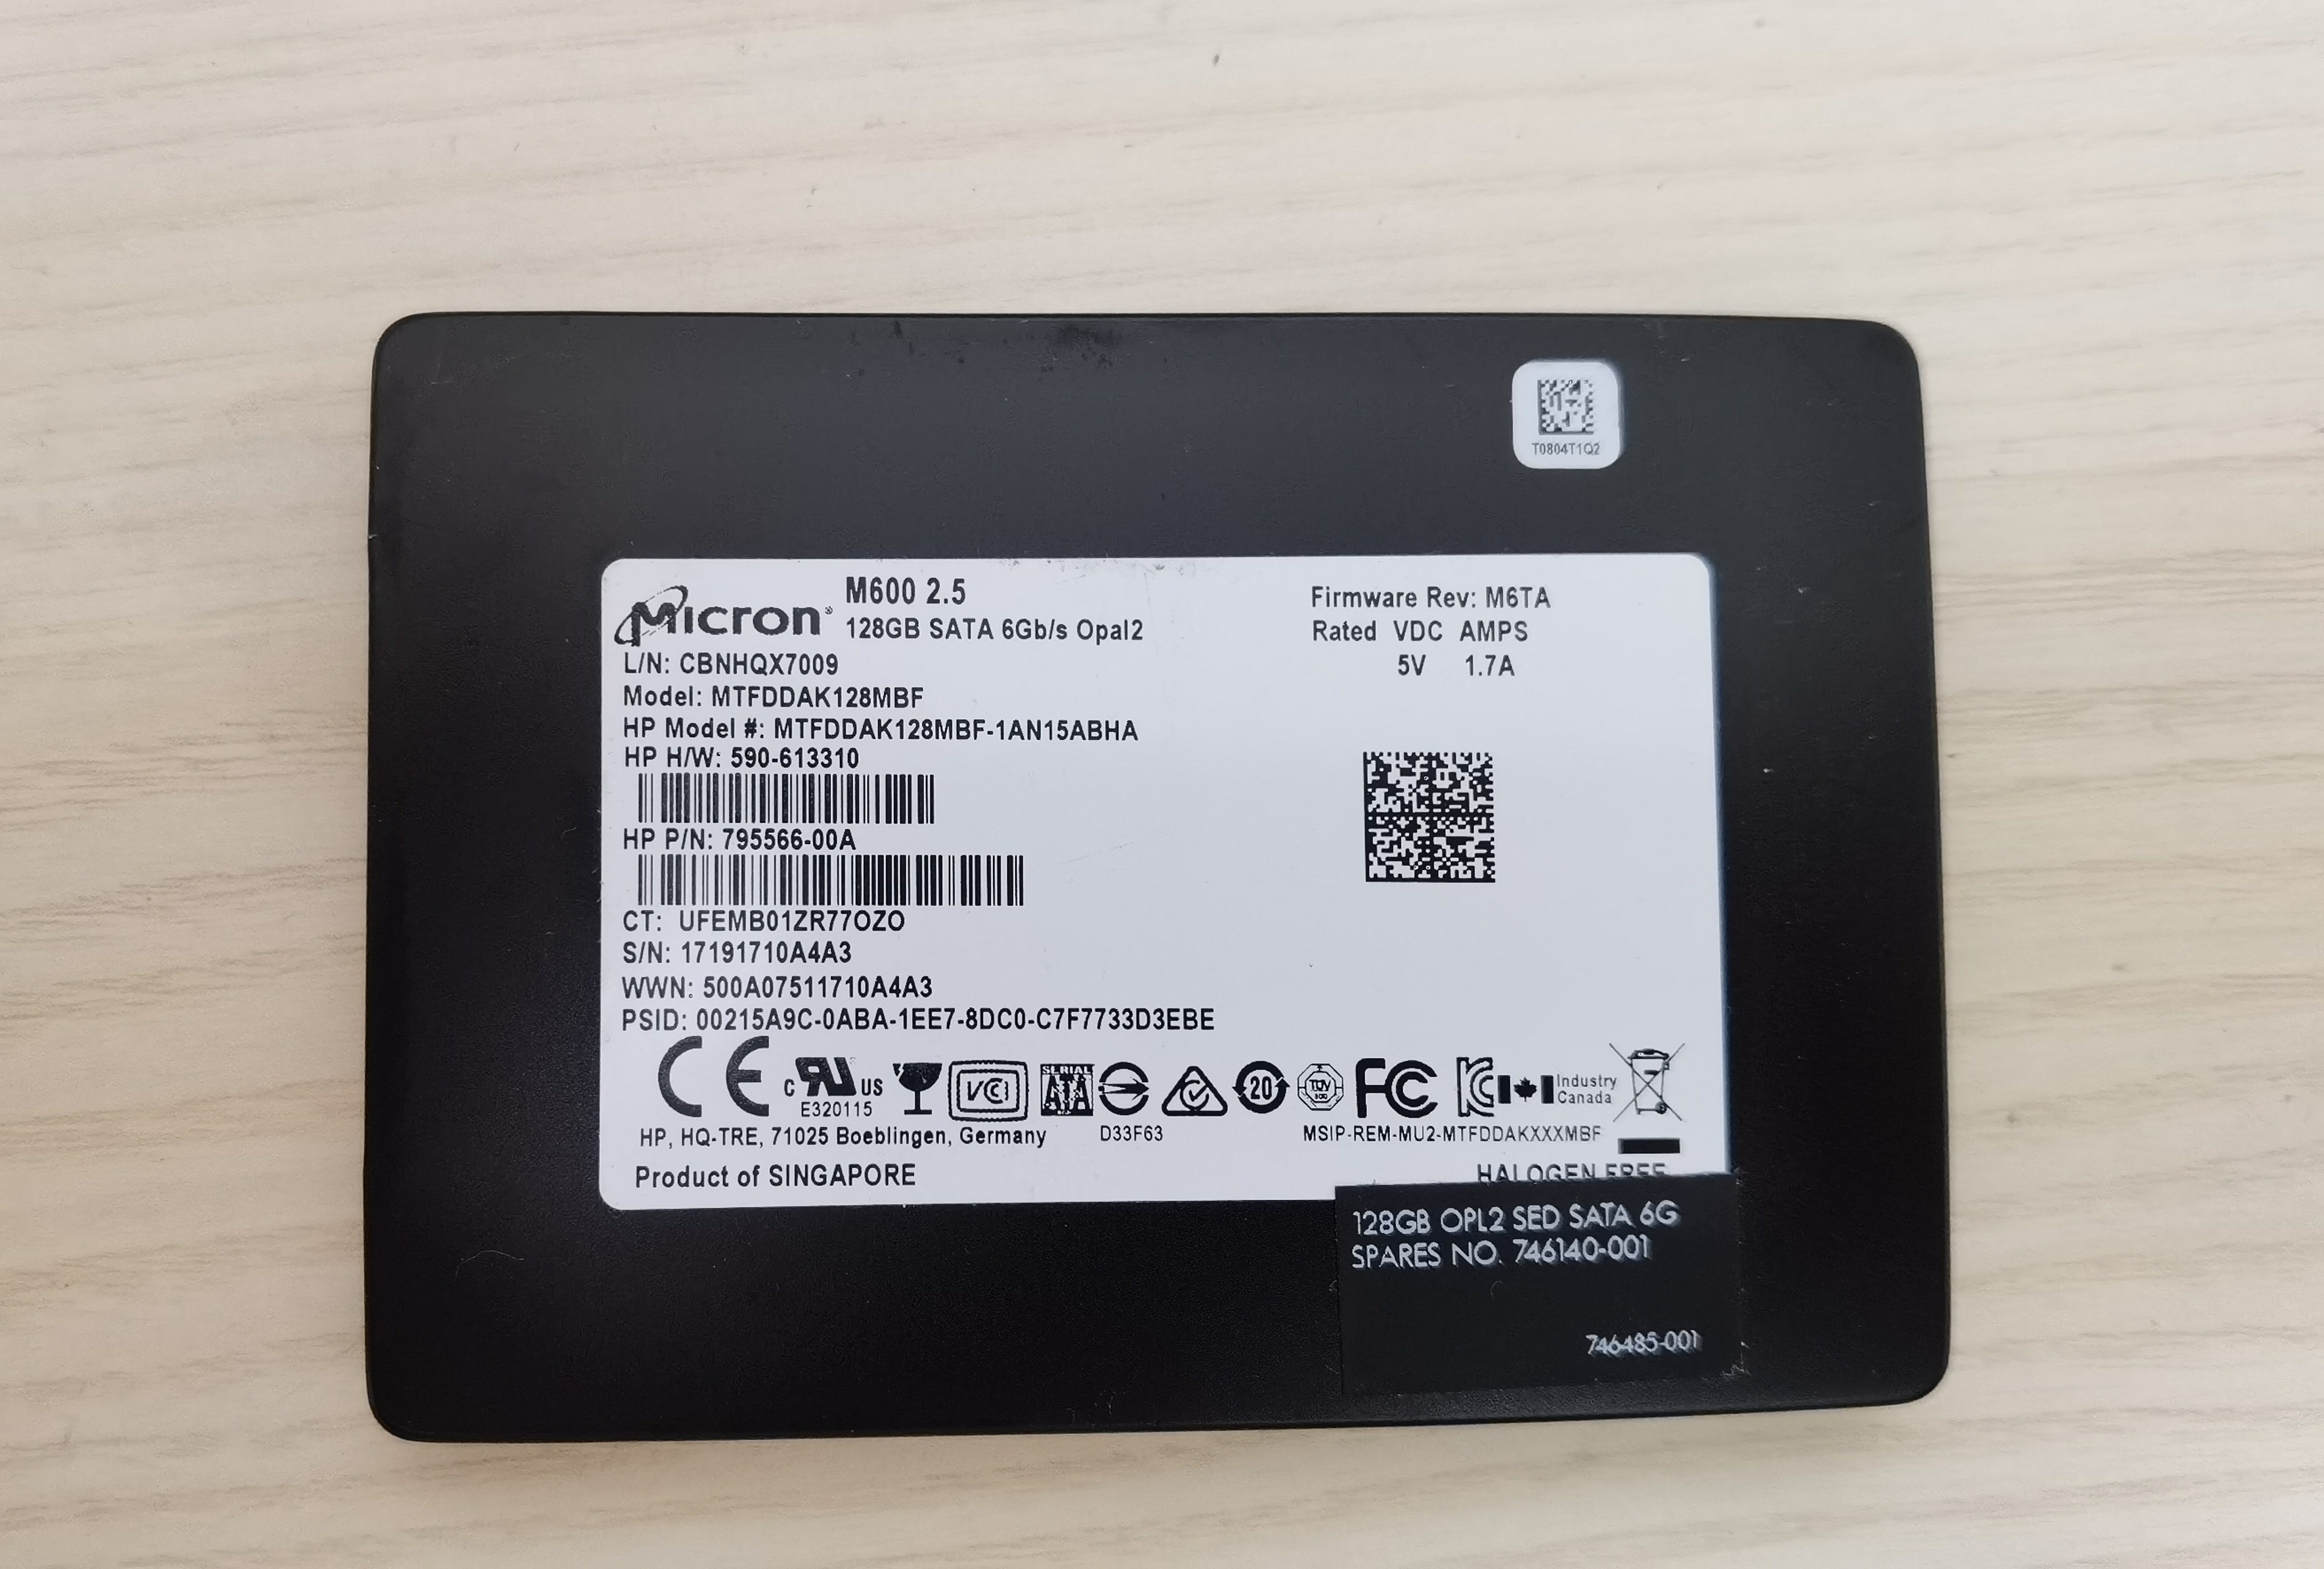 T0804T1Q2
Micron®
M600 2.5
128GB SATA 6Gb/s Opal2
Firmware Rev: M6TA
Rated VDC AMPS
5V 1.7A
L/N: CBNHQX7009
Model: MTFDDAK128MBF
HP Model #: MTFDDAK128MBF-1AN15ABHA
HP H/W: 590-613310
HP P/N: 795566-00A
CT: UFEMB01ZR77OZO
S/N: 17191710A4A3
WWN: 500A07511710A4A3
PSID: 00215A9C-0ABA-1EE7-8DC0-C7F7733D3EBE
CE
C RU US
E320115
VCI
SERIAL
ATA
20
TUV
FC
KC
Industry
Canada
HP, HQ-TRE, 71025 Boeblingen, Germany
D33F63
MSIP-REM-MU2-MTFDDAKXXXMBF
Product of SINGAPORE
HALOGEN FREE
128GB OPL2 SED SATA 6G
SPARES NO. 746140-001
746485-001